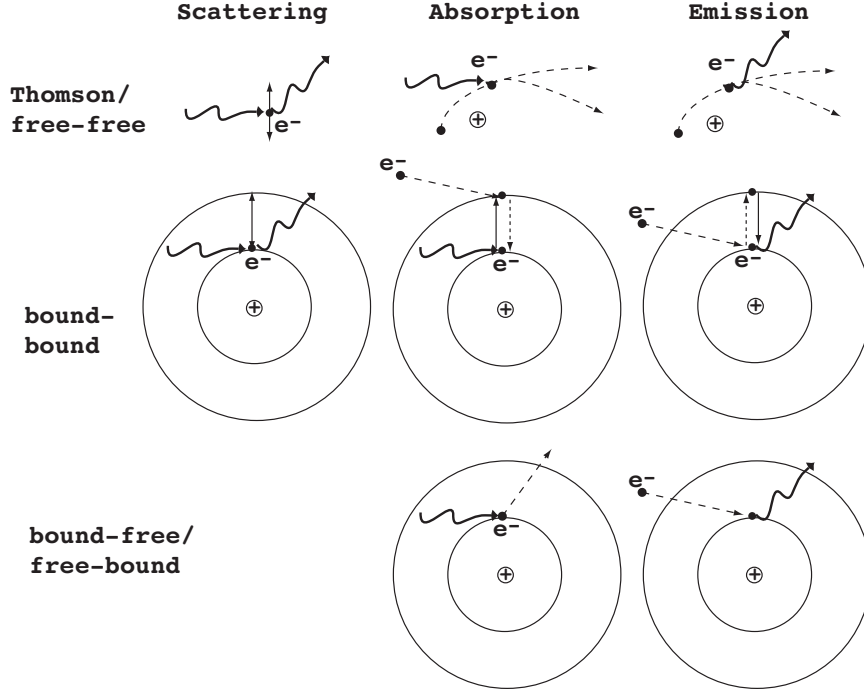 Scattering Absorption Emission
Thomson/
free-free
e⁻
e⁻
e⁻
+
+
bound-
bound
e⁻
e⁻
e⁻
e⁻
e⁻
+
+
+
bound-free/
free-bound
e⁻
e⁻
+
+